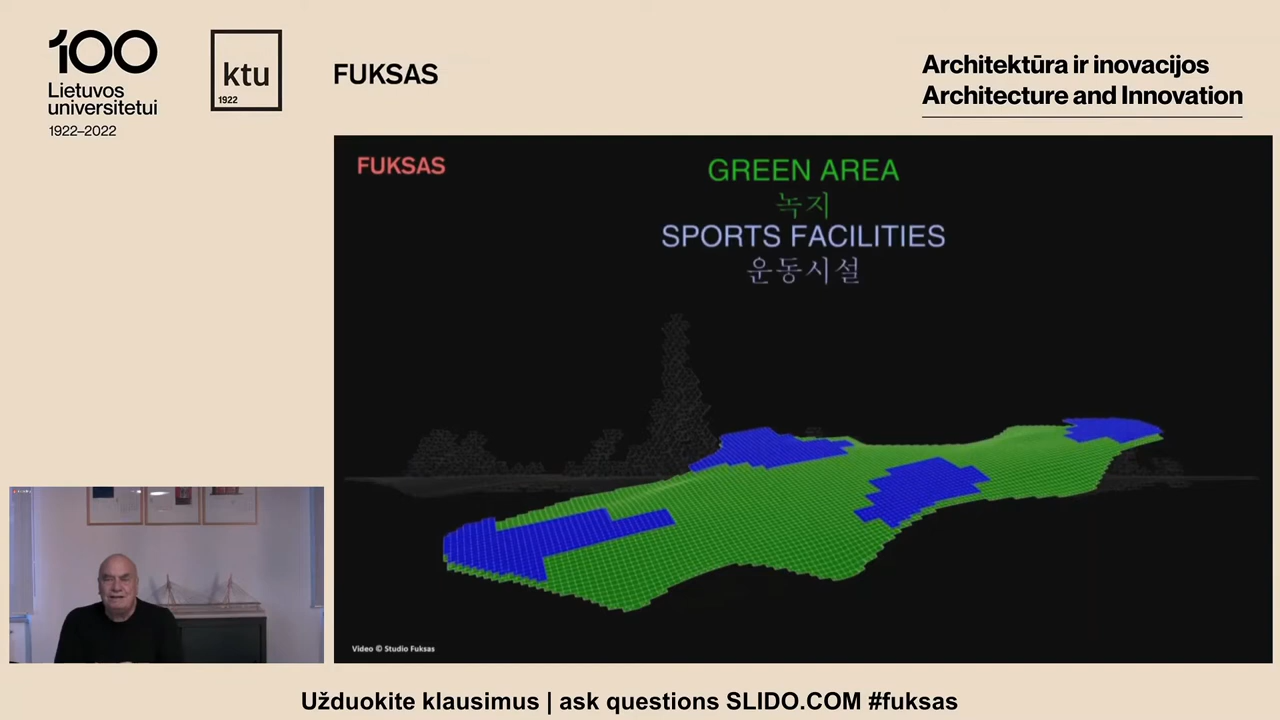 100
Lietuvos
universitetui
1922–2022
ktu
1922
FUKSAS
Architektūra ir inovacijos
Architecture and Innovation
FUKSAS
GREEN AREA
녹지
SPORTS FACILITIES
운동시설
Video © Studio Fuksas
Užduokite klausimus | ask questions SLIDO.COM #fuksas